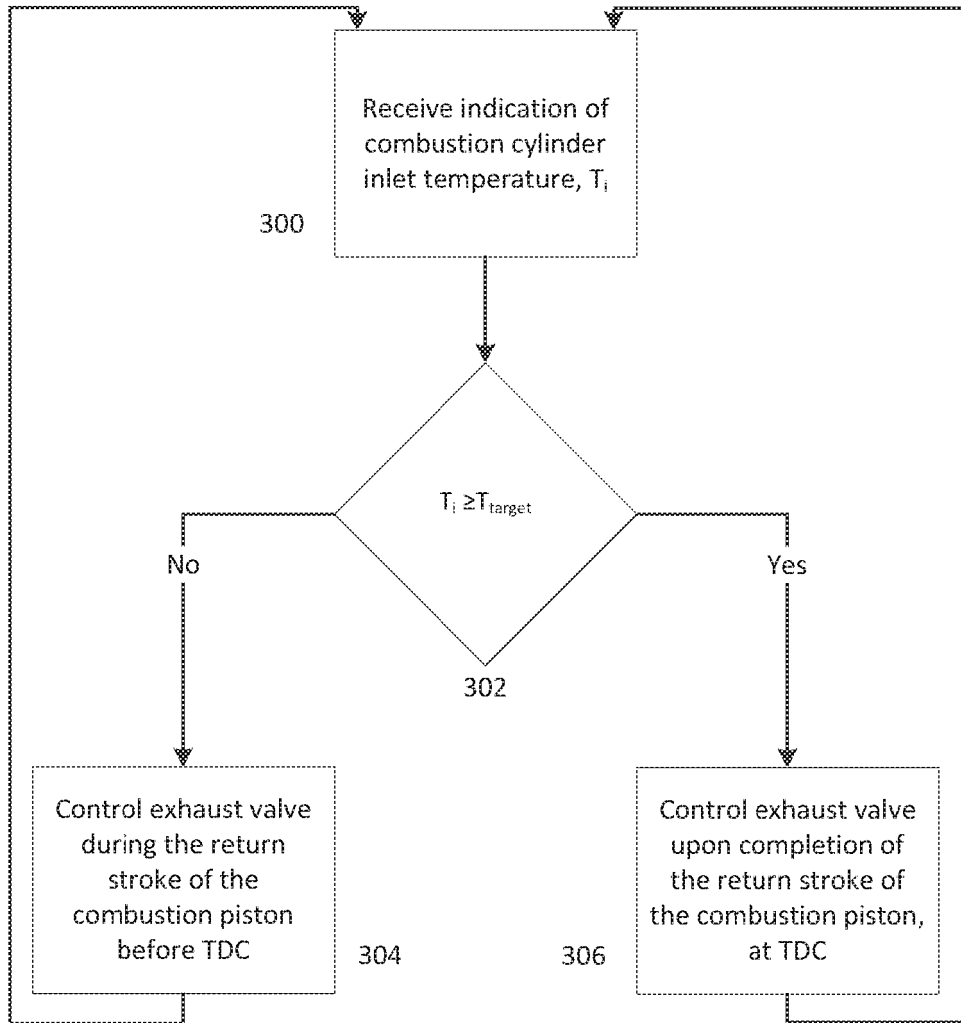 Receive indication of
combustion cylinder
inlet temperature, Ti
300
Ti ≥Ttarget
No
Yes
302
Control exhaust valve
during the return
stroke of the
combustion piston
before TDC
304
306
Control exhaust valve
upon completion of
the return stroke of
the combustion piston,
at TDC